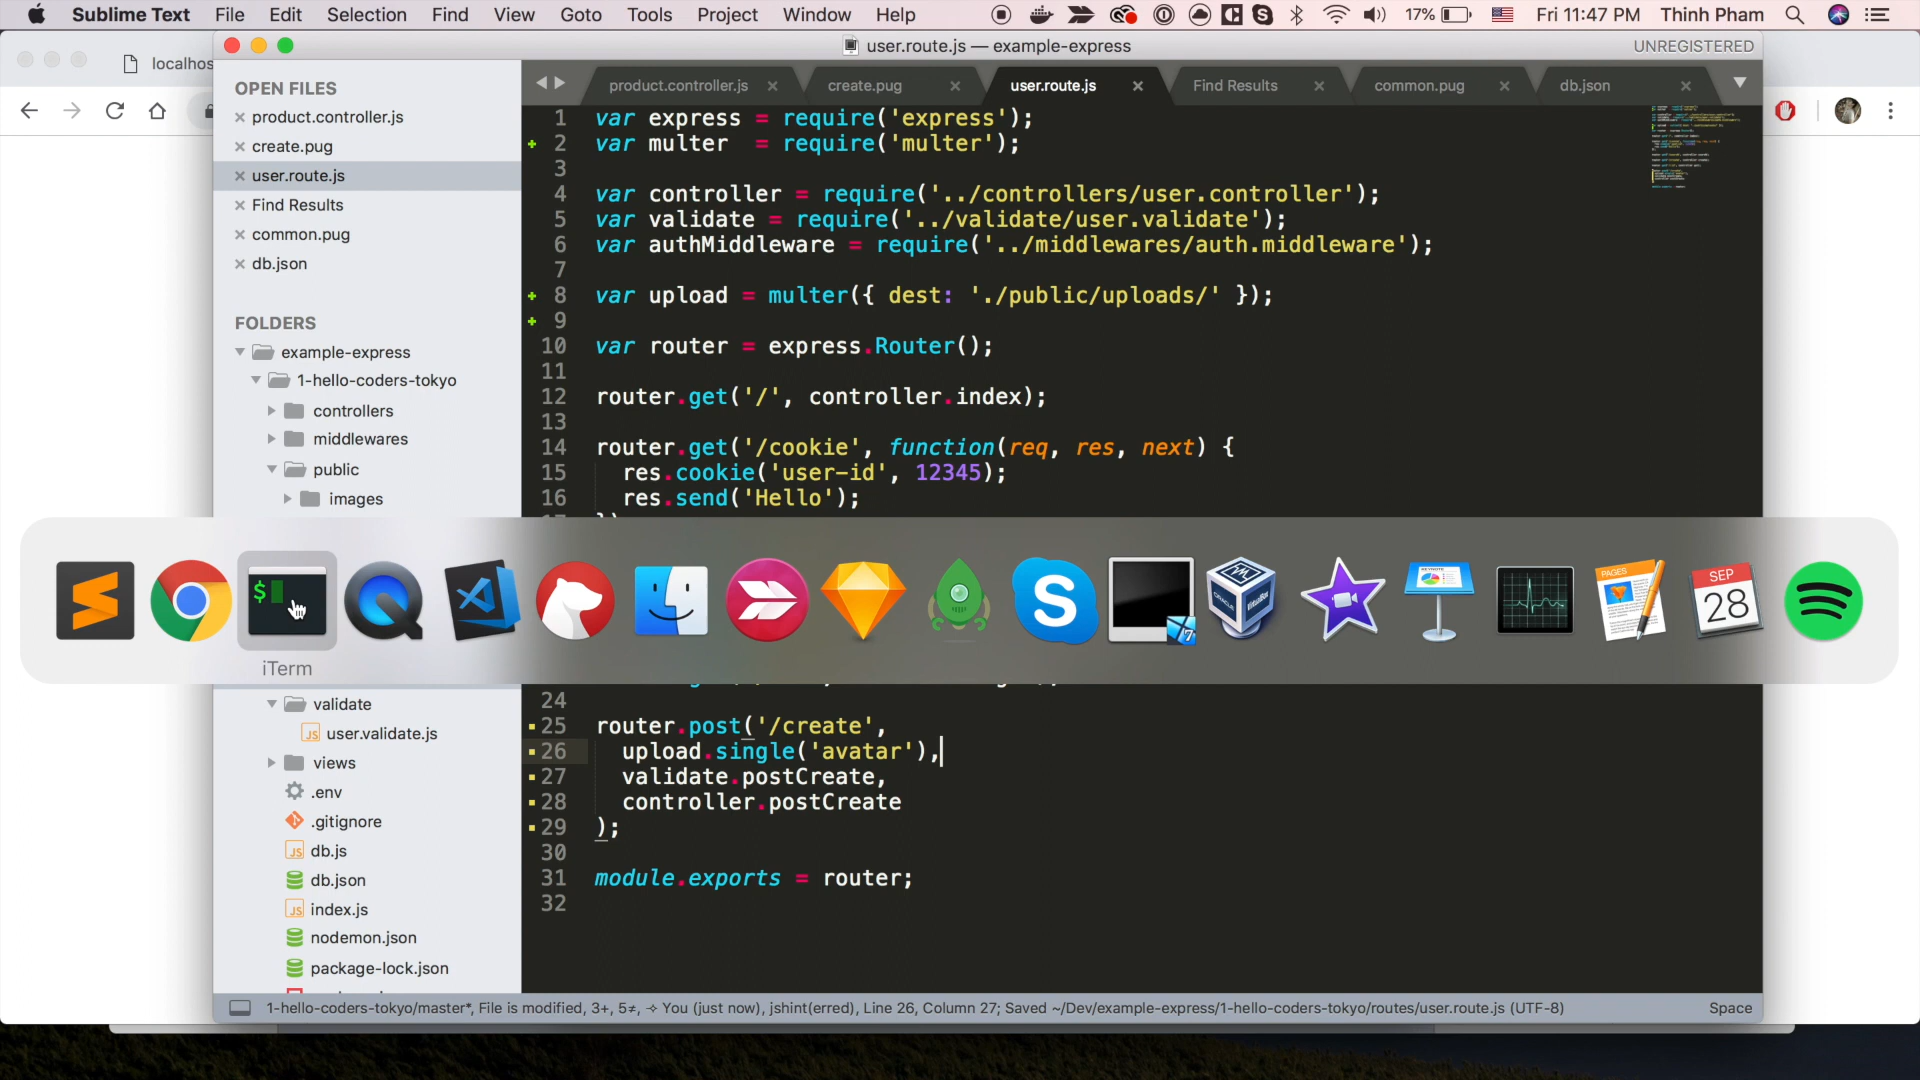 Sublime Text File Edit Selection Find View Goto Tools Project Window Help 17% Fri 11:47 PM Thinh Pham
user.route.js — example-express UNREGISTERED
localhos
OPEN FILES
product.controller.js
create.pug
user.route.js
Find Results
common.pug
db.json
FOLDERS
example-express
1-hello-coders-tokyo
controllers
middlewares
public
images
validate
user.validate.js
views
.env
.gitignore
db.js
db.json
index.js
nodemon.json
package-lock.json
product.controller.js create.pug user.route.js Find Results common.pug db.json
1 var express = require('express');
2 var multer  = require('multer');
3
4 var controller = require('../controllers/user.controller');
5 var validate = require('../validate/user.validate');
6 var authMiddleware = require('../middlewares/auth.middleware');
7
8 var upload = multer({ dest: './public/uploads/' });
9
10 var router = express.Router();
11
12 router.get('/', controller.index);
13
14 router.get('/cookie', function(req, res, next) {
15 res.cookie('user-id', 12345);
16 res.send('Hello');
$
SEP
28
PAGES
KEYNOTE
S
7
VirtualBox
iTerm
24
25 router.post('/create',
26 upload.single('avatar'),
27 validate.postCreate,
28 controller.postCreate
29 );
30
31 module.exports = router;
32
1-hello-coders-tokyo/master*, File is modified, 3+, 5≠, ✧ You (just now), jshint(erred), Line 26, Column 27; Saved ~/Dev/example-express/1-hello-coders-tokyo/routes/user.route.js (UTF-8) Space